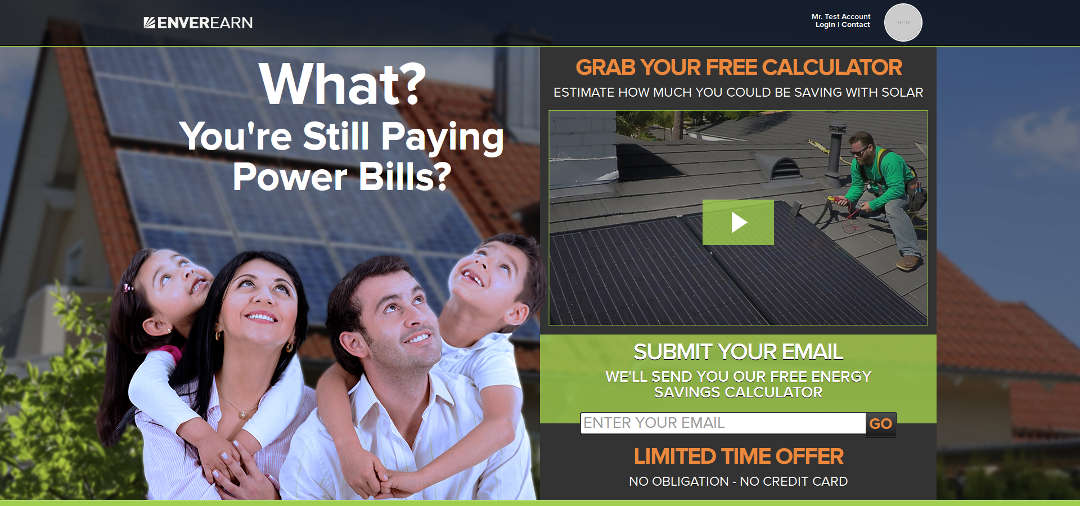 ENVEREARN
Mr. Test Account
Login | Contact
What?
You're Still Paying
Power Bills?
GRAB YOUR FREE CALCULATOR
ESTIMATE HOW MUCH YOU COULD BE SAVING WITH SOLAR
SUBMIT YOUR EMAIL
WE'LL SEND YOU OUR FREE ENERGY
SAVINGS CALCULATOR
ENTER YOUR EMAIL GO
LIMITED TIME OFFER
NO OBLIGATION - NO CREDIT CARD